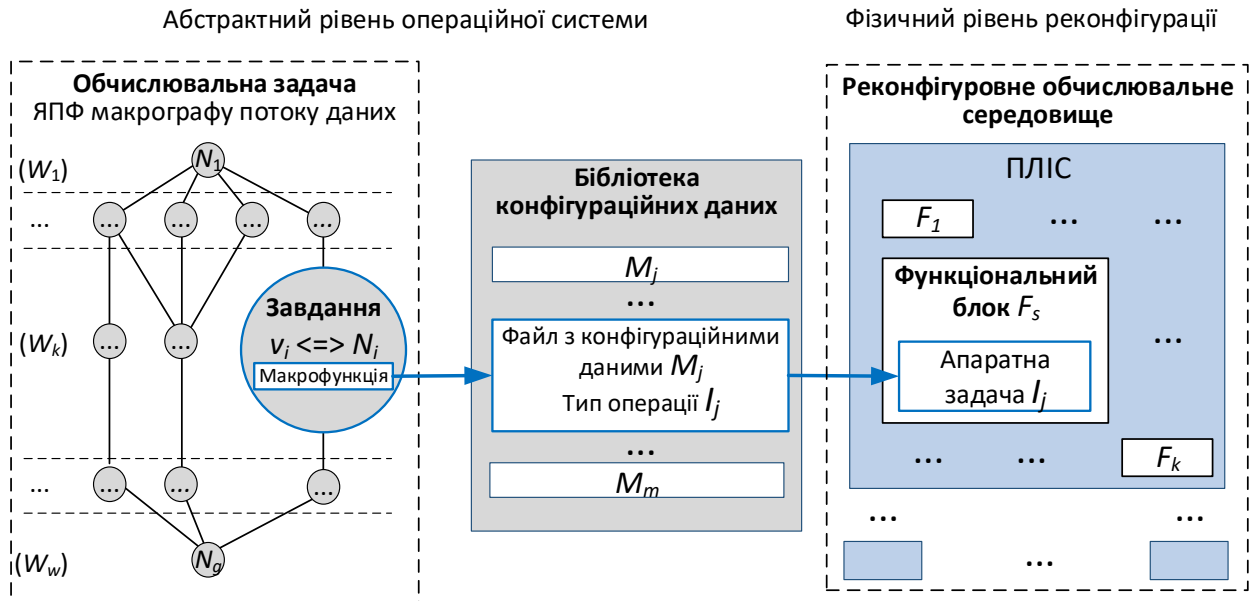 Абстрактний рівень операційної системи
Фізичний рівень реконфігурації
Обчислювальна задача
ЯПФ макрографу потоку даних
(W1)
N1
...
...
...
...
...
(Wk)
...
...
Завдання
vi <=> Ni
Макрофункція
...
...
...
...
(Ww)
Ng
Бібліотека
конфігураційних даних
Mj
...
Файл з конфігураційними
даними Mj
Тип операції Ij
...
Mm
Реконфігуровне обчислювальне
середовище
ПЛІС
F1
...
...
Функціональний
блок Fs
...
Апаратна
задача Ij
...
...
Fk
...
...
...